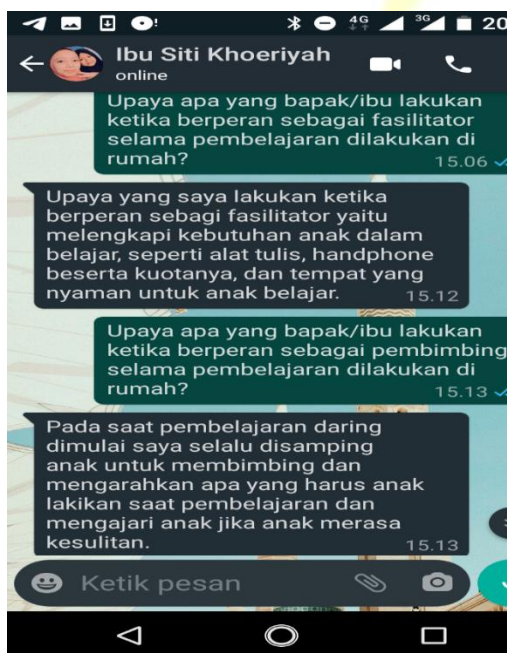 4G 3G 20
Ibu Siti Khoeriyah
online
Upaya apa yang bapak/ibu lakukan
ketika berperan sebagai fasilitator
selama pembelajaran dilakukan di
rumah?
15.06
Upaya yang saya lakukan ketika
berperan sebagi fasilitator yaitu
melengkapi kebutuhan anak dalam
belajar, seperti alat tulis, handphone
beserta kuotanya, dan tempat yang
nyaman untuk anak belajar.
15.12
Upaya apa yang bapak/ibu lakukan
ketika berperan sebagai pembimbing
selama pembelajaran dilakukan di
rumah?
15.13
Pada saat pembelajaran daring
dimulai saya selalu disamping
anak untuk membimbing dan
mengarahkan apa yang harus anak
lakikan saat pembelajaran dan
mengajari anak jika anak merasa
kesulitan.
15.13
Ketik pesan